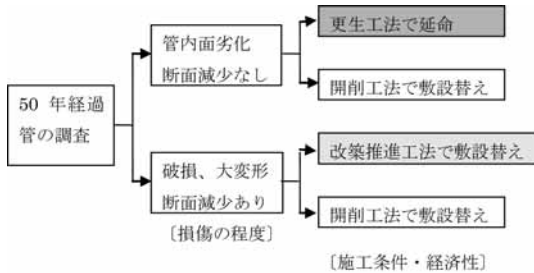 50 年経過
管の調査
管内面劣化
断面減少なし
更生工法で延命
開削工法で敷設替え
破損、大変形
断面減少あり
改築推進工法で敷設替え
開削工法で敷設替え
〔損傷の程度〕
〔施工条件・経済性〕